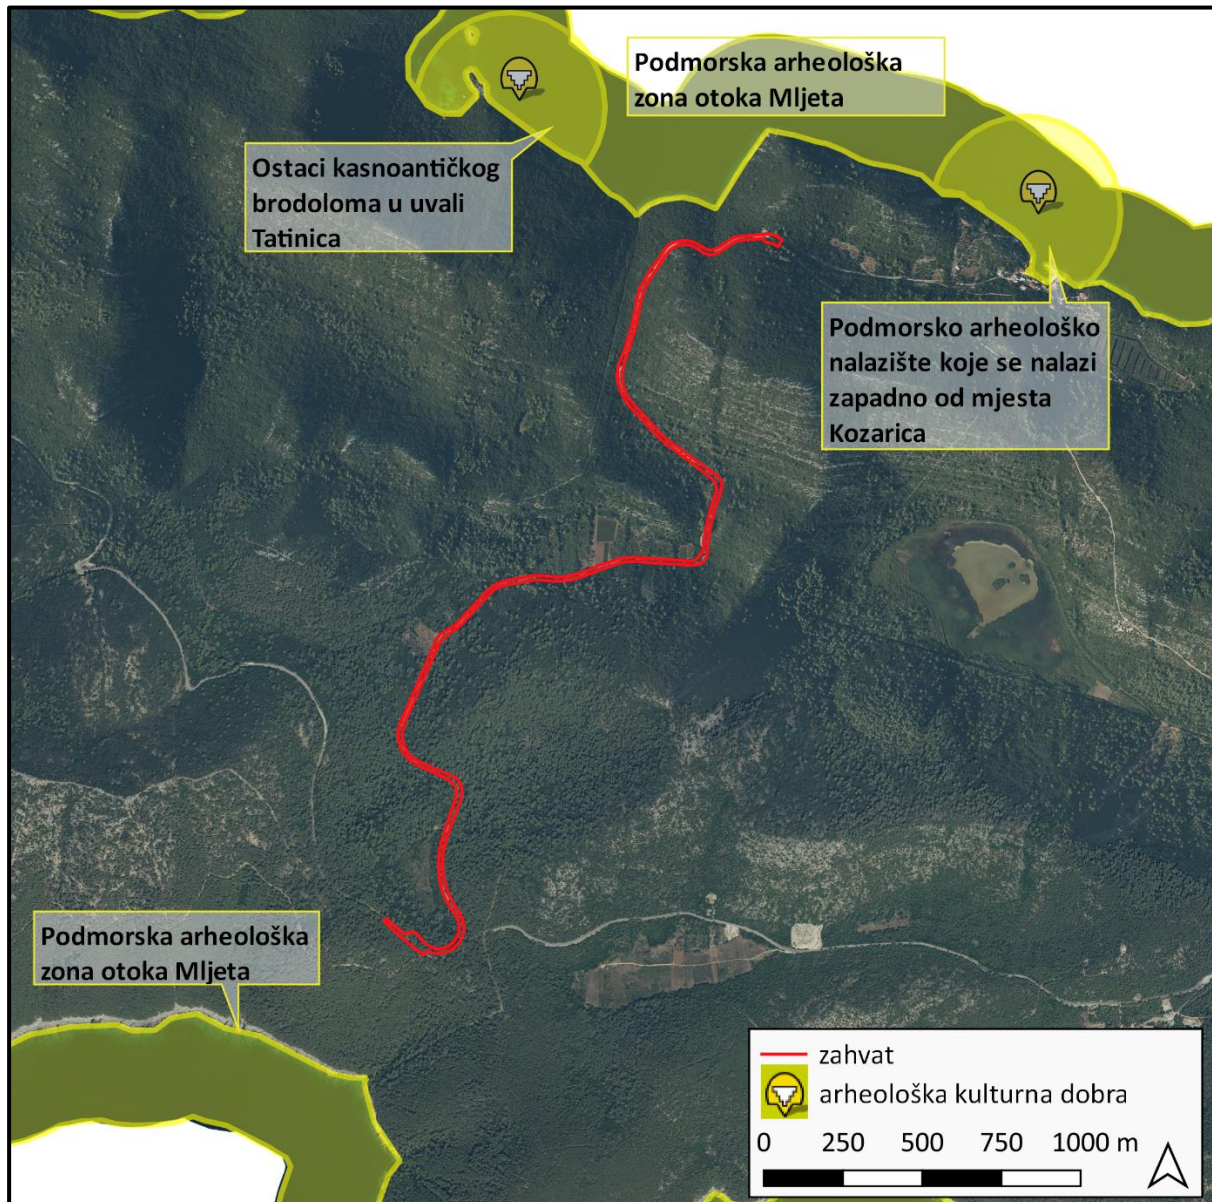 Podmorska arheološka
zona otoka Mljeta
Ostaci kasnoantičkog
brodoloma u uvali
Tatinica
Podmorsko arheološko
nalazište koje se nalazi
zapadno od mjesta
Kozarica
Podmorska arheološka
zona otoka Mljeta
zahvat
arheološka kulturna dobra
0 250 500 750 1000 m